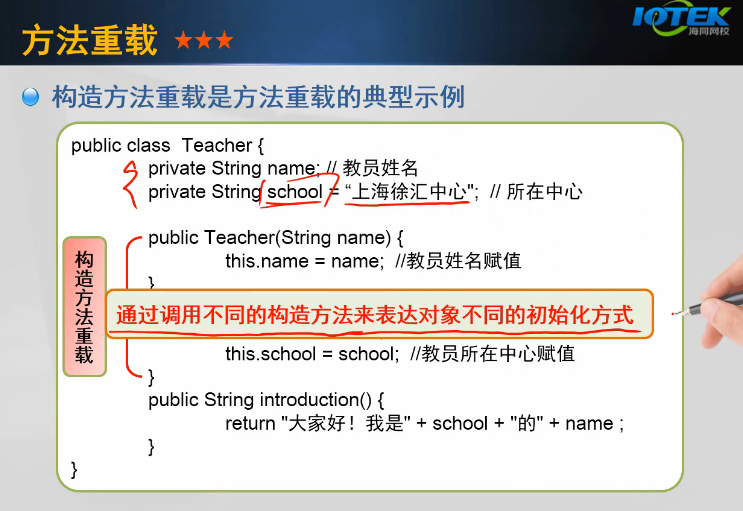 方法重载 ★★★
IOTEK
海同网校
构造方法重载是方法重载的典型示例
public class Teacher {
private String name; // 教员姓名
private String school = “上海徐汇中心"; // 所在中心
构造方法重载
public Teacher(String name) {
this.name = name; //教员姓名赋值
}
通过调用不同的构造方法来表达对象不同的初始化方式
this.school = school; //教员所在中心赋值
}
public String introduction() {
return "大家好！我是" + school + "的" + name ;
}
}